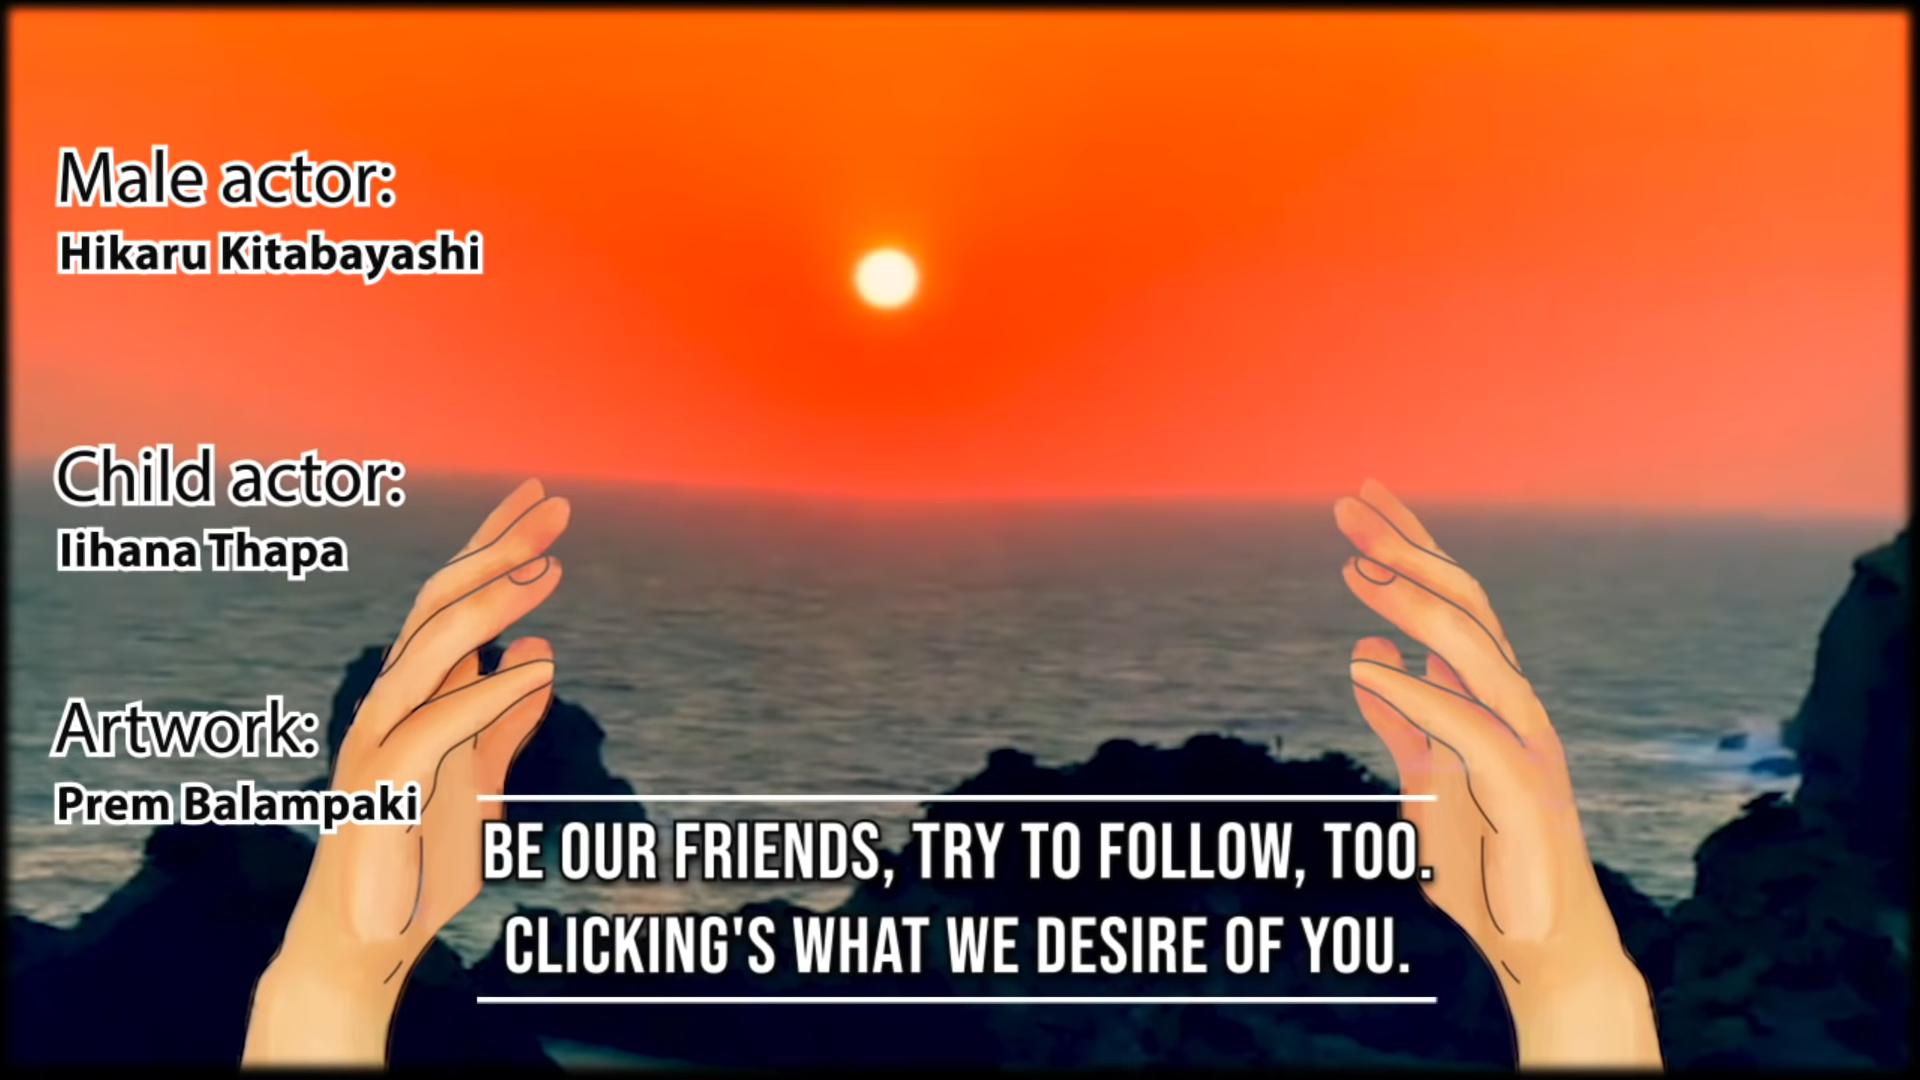 Male actor:
Hikaru Kitabayashi
Child actor:
Iihana Thapa
Artwork:
Prem Balampaki
BE OUR FRIENDS, TRY TO FOLLOW, TOO.
CLICKING'S WHAT WE DESIRE OF YOU.